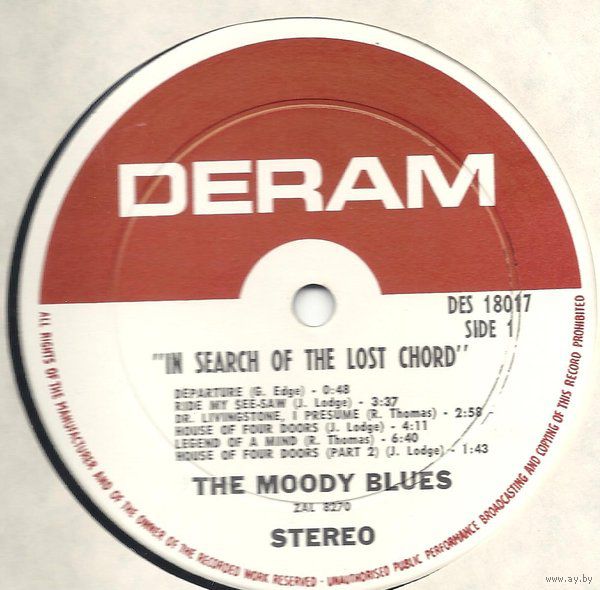 DERAM
DES 18017
SIDE 1
"IN SEARCH OF THE LOST CHORD"
DEPARTURE (G. Edge) - 0:48
RIDE MY SEE-SAW (J. Lodge) - 3:37
DR. LIVINGSTONE, I PRESUME (R. Thomas) - 2:58 -
HOUSE OF FOUR DOORS (J. Lodge) - 4:11
LEGEND OF A MIND (R. Thomas) - 6:40
HOUSE OF FOUR DOORS (PART 2) (J. Lodge) - 1:43
THE MOODY BLUES
ZAL 8270
STEREO
ALL RIGHTS OF THE MANUFACTURER AND OF THE OWNER OF THE RECORDED WORK RESERVED - UNAUTHORISED PUBLIC PERFORMANCE BROADCASTING AND COPYING OF THIS RECORD PROHIBITED
www.ay.by